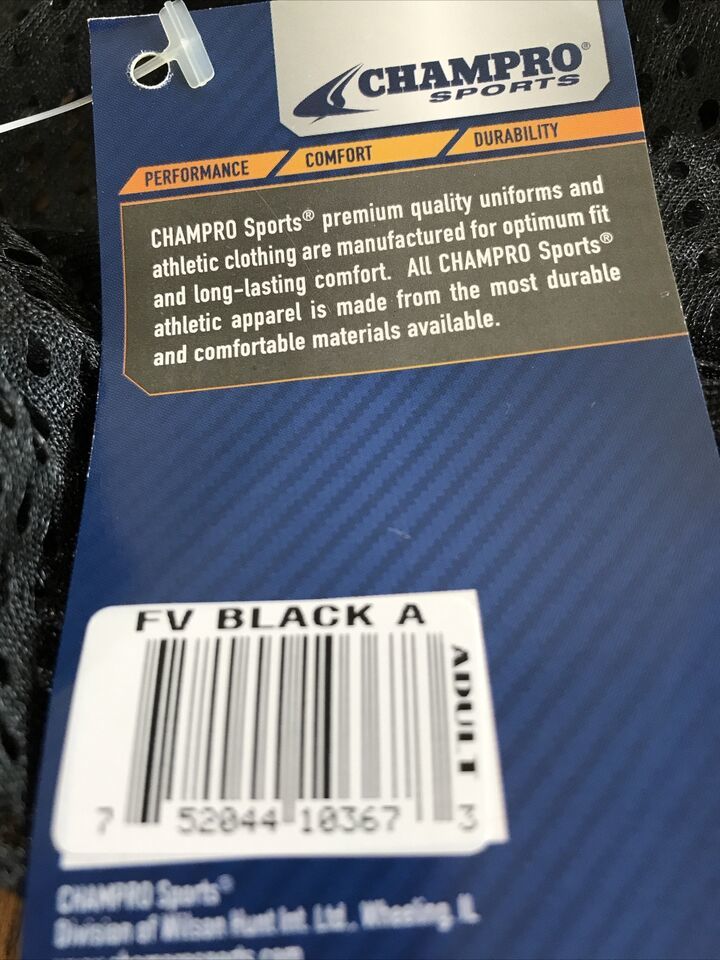 CHAMPRO®
SPORTS
PERFORMANCE COMFORT DURABILITY
CHAMPRO Sports® premium quality uniforms and
athletic clothing are manufactured for optimum fit
and long-lasting comfort. All CHAMPRO Sports®
athletic apparel is made from the most durable
and comfortable materials available.
FV BLACK A
ADULT
7 52044 10367 3
CHAMPRO Sports®
Division of Wilson Hunt Int. Ltd., Wheeling, IL